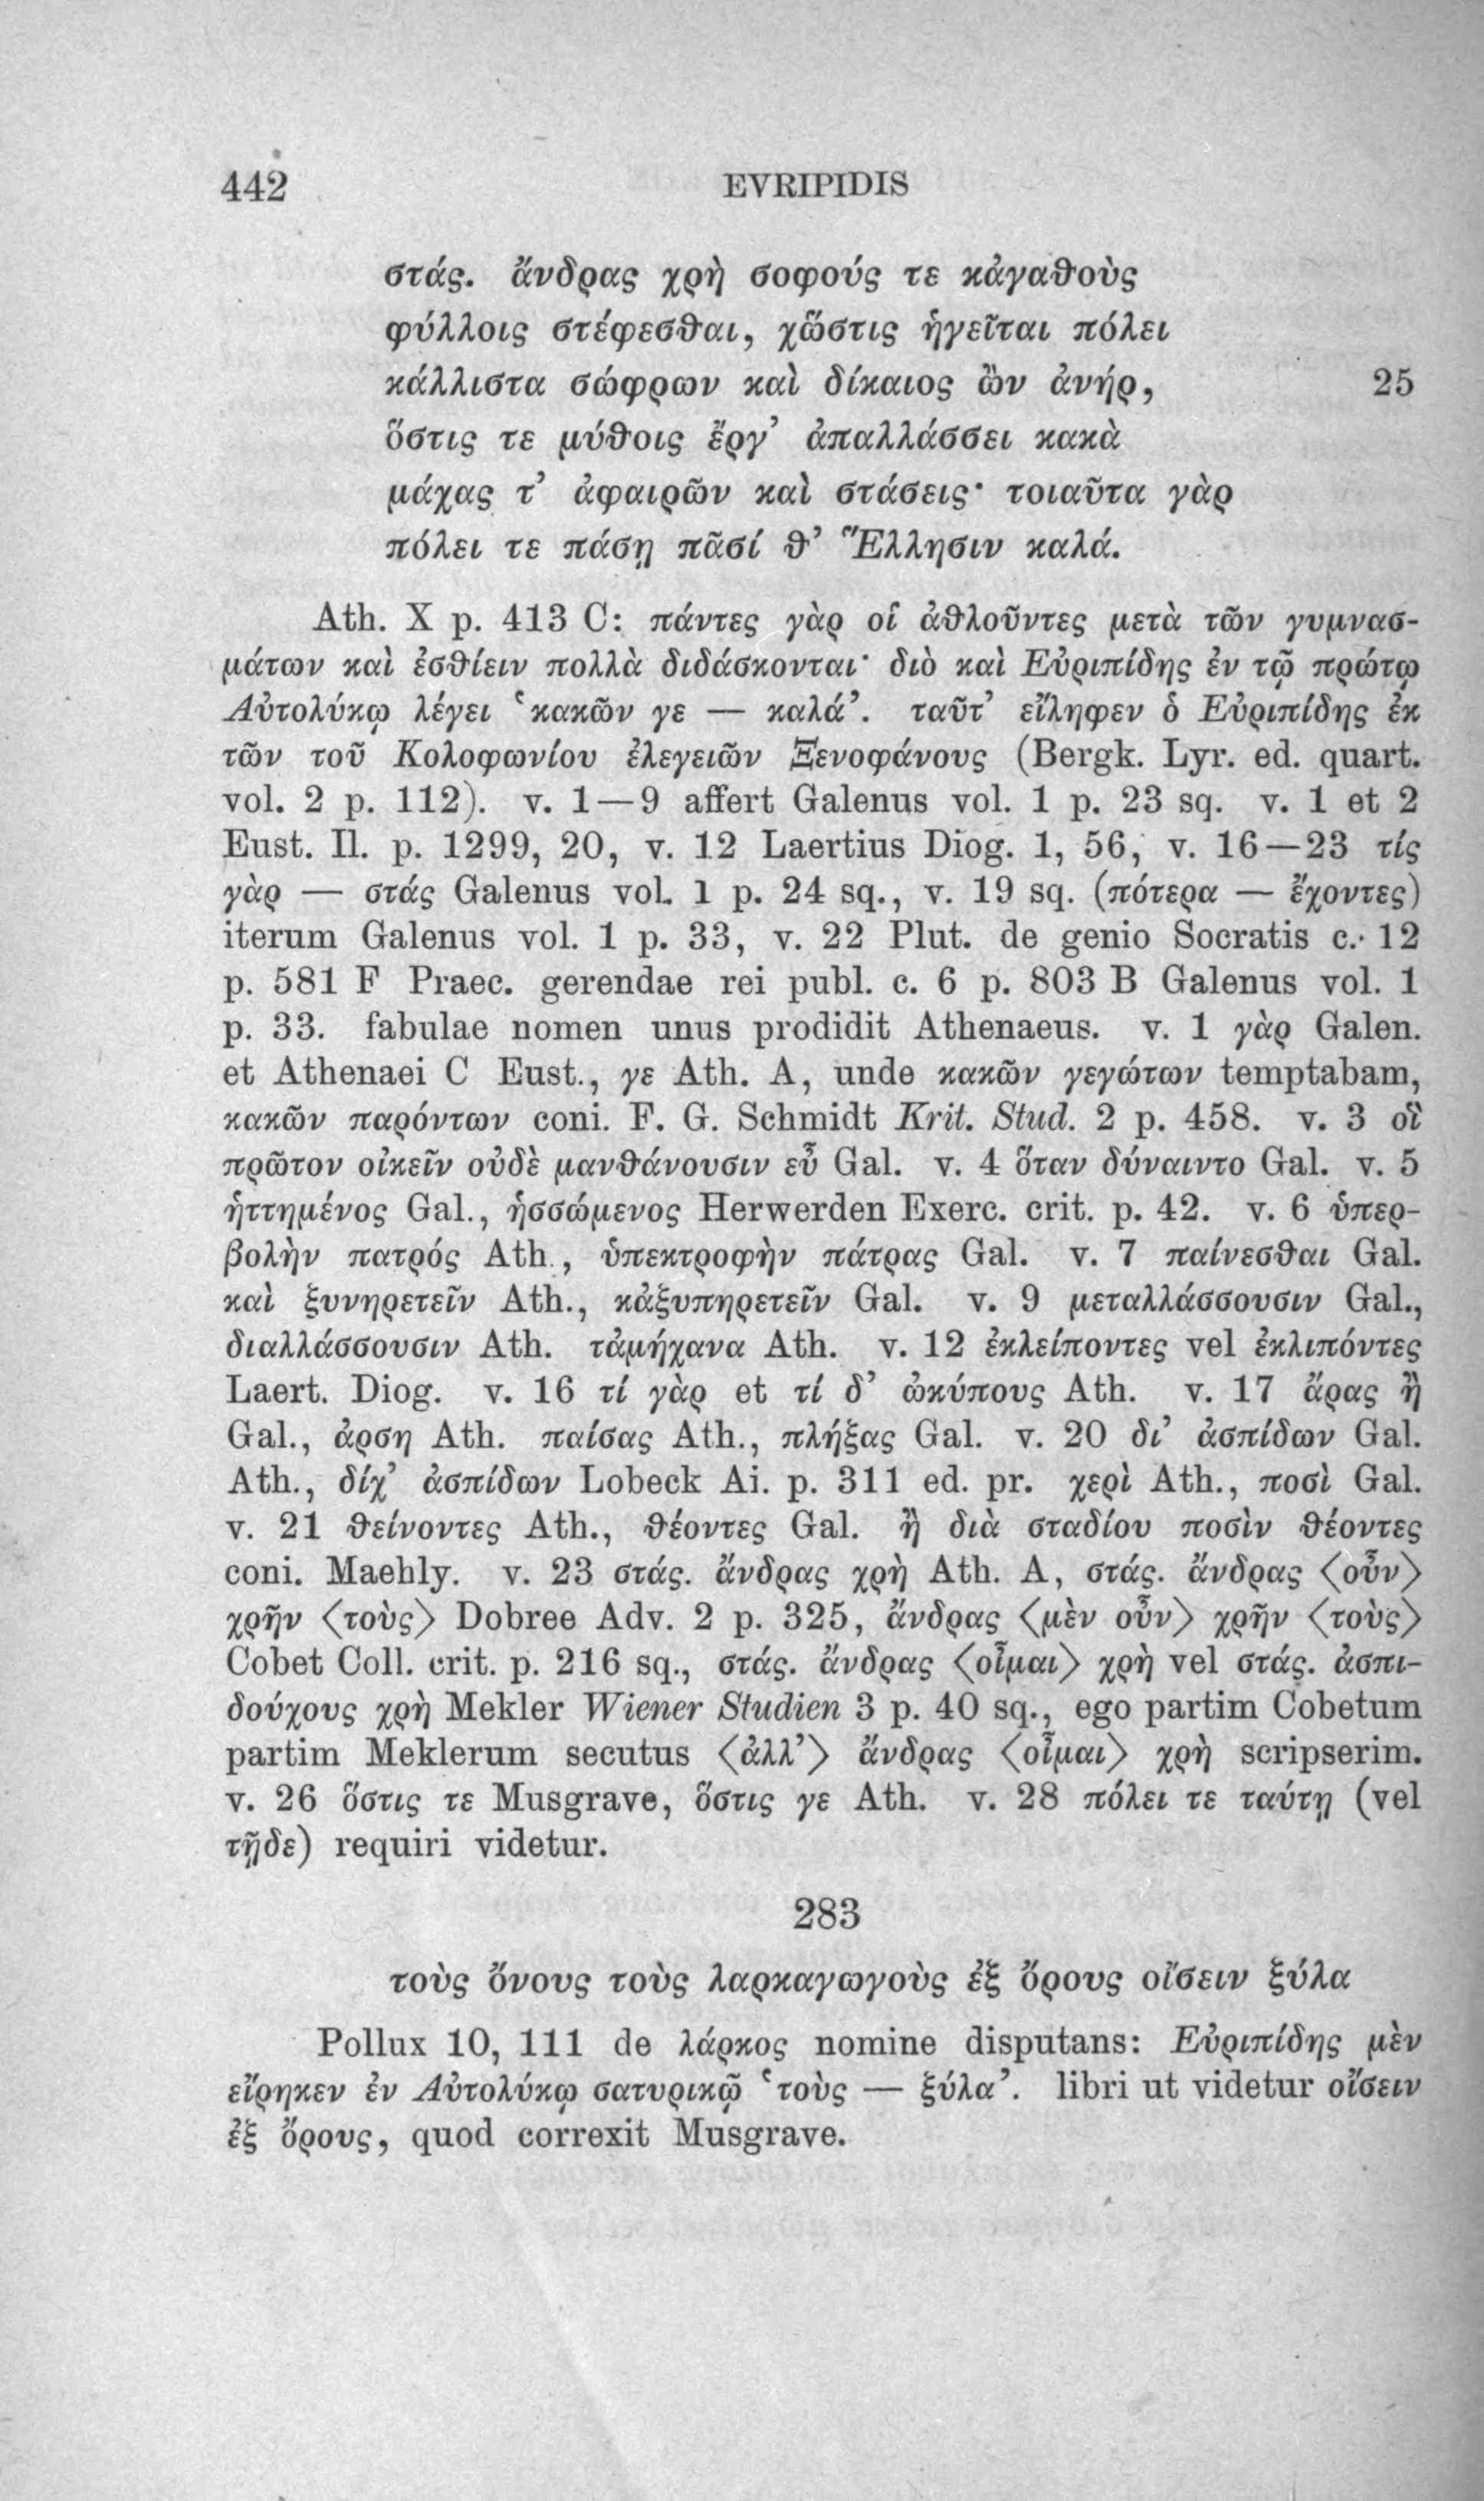 442 EVRIPIDIS
στάς. ἄνδρας χρὴ σοφούς τε κἀγαθοὺς
φύλλοις στέφεσθαι, χὥστις ἡγεῖται πόλει
κάλλιστα σώφρων καὶ δίκαιος ὢν ἀνήρ, 25
ὅστις τε μύθοις ἔργ’ ἀπαλλάσσει κακὰ
μάχας τ’ ἀφαιρῶν καὶ στάσεις· τοιαῦτα γὰρ
πόλει τε πάσῃ πᾶσί θ’ Ἕλλησιν καλά.
Ath. X p. 413 C: πάντες γὰρ οἱ ἀθλοῦντες μετὰ τῶν γυμνασ-
μάτων καὶ ἐσθίειν πολλὰ διδάσκονται· διὸ καὶ Εὐριπίδης ἐν τῷ πρώτῳ
Αὐτολύκῳ λέγει ‘κακῶν γε — καλά’. ταῦτ’ εἴληφεν ὁ Εὐριπίδης ἐκ
τῶν τοῦ Κολοφωνίου ἐλεγειῶν Ξενοφάνους (Bergk. Lyr. ed. quart.
vol. 2 p. 112). v. 1—9 affert Galenus vol. 1 p. 23 sq. v. 1 et 2
Eust. Il. p. 1299, 20, v. 12 Laertius Diog. 1, 56, v. 16—23 τίς
γὰρ — στάς Galenus vol. 1 p. 24 sq., v. 19 sq. (πότερα — ἔχοντες)
iterum Galenus vol. 1 p. 33, v. 22 Plut. de genio Socratis c. 12
p. 581 F Praec. gerendae rei publ. c. 6 p. 803 B Galenus vol. 1
p. 33. fabulae nomen unus prodidit Athenaeus. v. 1 γὰρ Galen.
et Athenaei C Eust., γε Ath. A, unde κακῶν γεγώτων temptabam,
κακῶν παρόντων coni. F. G. Schmidt Krit. Stud. 2 p. 458. v. 3 οἳ
πρῶτον οἰκεῖν οὐδὲ μανθάνουσιν εὖ Gal. v. 4 ὅταν δύναιντο Gal. v. 5
ἡττημένος Gal., ἡσσώμενος Herwerden Exerc. crit. p. 42. v. 6 ὑπερ-
βολὴν πατρός Ath., ὑπεκτροφὴν πάτρας Gal. v. 7 παίνεσθαι Gal.
καὶ ξυνηρετεῖν Ath., κἀξυπηρετεῖν Gal. v. 9 μεταλλάσσουσιν Gal.,
διαλλάσσουσιν Ath. τἀμήχανα Ath. v. 12 ἐκλείποντες vel ἐκλιπόντες
Laert. Diog. v. 16 τί γὰρ et τί δ’ ὠκύπους Ath. v. 17 ἄρας ἢ
Gal., ἀρση Ath. παίσας Ath., πλήξας Gal. v. 20 δι’ ἀσπίδων Gal.
Ath., δίχ’ ἀσπίδων Lobeck Ai. p. 311 ed. pr. χερὶ Ath., ποσὶ Gal.
v. 21 θείνοντες Ath., θέοντες Gal. ἢ διὰ σταδίου ποσὶν θέοντες
coni. Maehly. v. 23 στάς. ἄνδρας χρὴ Ath. A, στάς. ἄνδρας ⟨οὖν⟩
χρῆν ⟨τοὺς⟩ Dobree Adv. 2 p. 325, ἄνδρας ⟨μὲν οὖν⟩ χρῆν ⟨τοὺς⟩
Cobet Coll. crit. p. 216 sq., στάς. ἄνδρας ⟨οἶμαι⟩ χρὴ vel στάς. ἀσπι-
δούχους χρὴ Mekler Wiener Studien 3 p. 40 sq., ego partim Cobetum
partim Meklerum secutus ⟨ἀλλ’⟩ ἄνδρας ⟨οἶμαι⟩ χρὴ scripserim.
v. 26 ὅστις τε Musgrave, ὅστις γε Ath. v. 28 πόλει τε ταύτῃ (vel
τῇδε) requiri videtur.
283
τοὺς ὄνους τοὺς λαρκαγωγοὺς ἐξ ὄρους οἴσειν ξύλα
Pollux 10, 111 de λάρκος nomine disputans: Εὐριπίδης μὲν
εἴρηκεν ἐν Αὐτολύκῳ σατυρικῷ ‘τοὺς — ξύλα’. libri ut videtur οἴσειν
ἐξ ὄρους, quod correxit Musgrave.